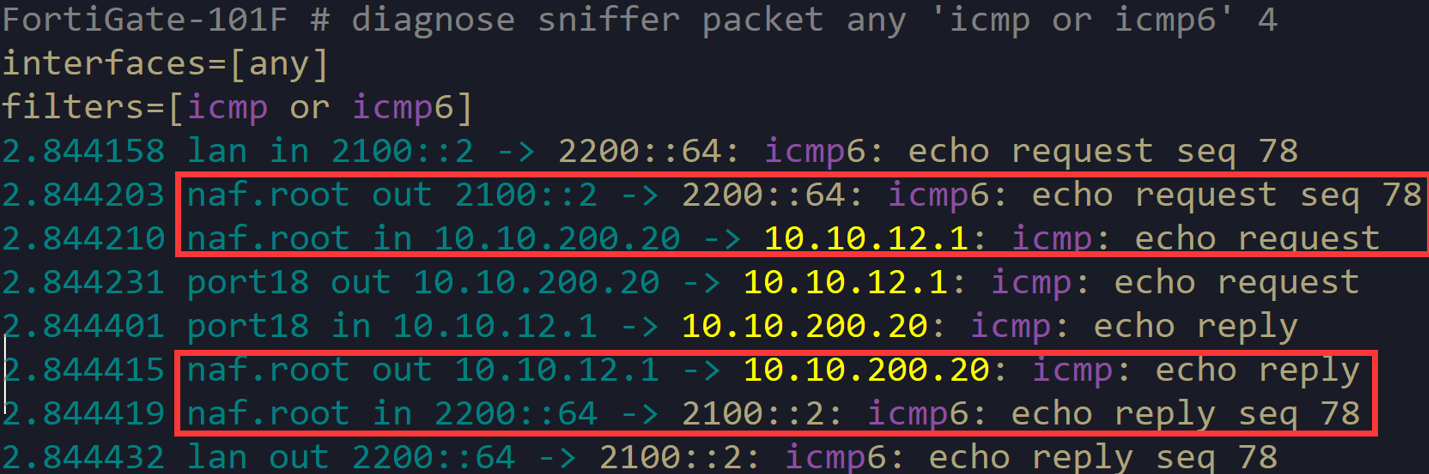 FortiGate-101F # diagnose sniffer packet any 'icmp or icmp6' 4
interfaces=[any]
filters=[icmp or icmp6]
2.844158 lan in 2100::2 -> 2200::64: icmp6: echo request seq 78
2.844203 naf.root out 2100::2 -> 2200::64: icmp6: echo request seq 78
2.844210 naf.root in 10.10.200.20 -> 10.10.12.1: icmp: echo request
2.844231 port18 out 10.10.200.20 -> 10.10.12.1: icmp: echo request
2.844401 port18 in 10.10.12.1 -> 10.10.200.20: icmp: echo reply
2.844415 naf.root out 10.10.12.1 -> 10.10.200.20: icmp: echo reply
2.844419 naf.root in 2200::64 -> 2100::2: icmp6: echo reply seq 78
2.844432 lan out 2200::64 -> 2100::2: icmp6: echo reply seq 78